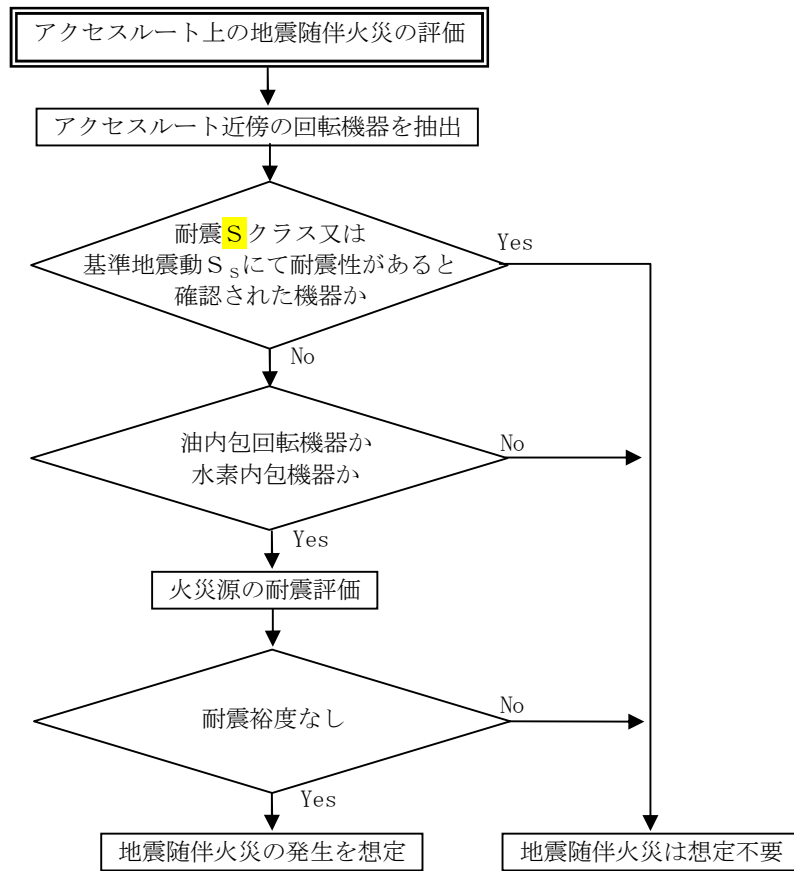 アクセスルート上の地震随伴火災の評価
アクセスルート近傍の回転機器を抽出
耐震Ｓクラス又は
基準地震動Ｓsにて耐震性があると
確認された機器か
Yes
No
油内包回転機器か
水素内包機器か
No
Yes
火災源の耐震評価
耐震裕度なし
No
Yes
地震随伴火災の発生を想定
地震随伴火災は想定不要